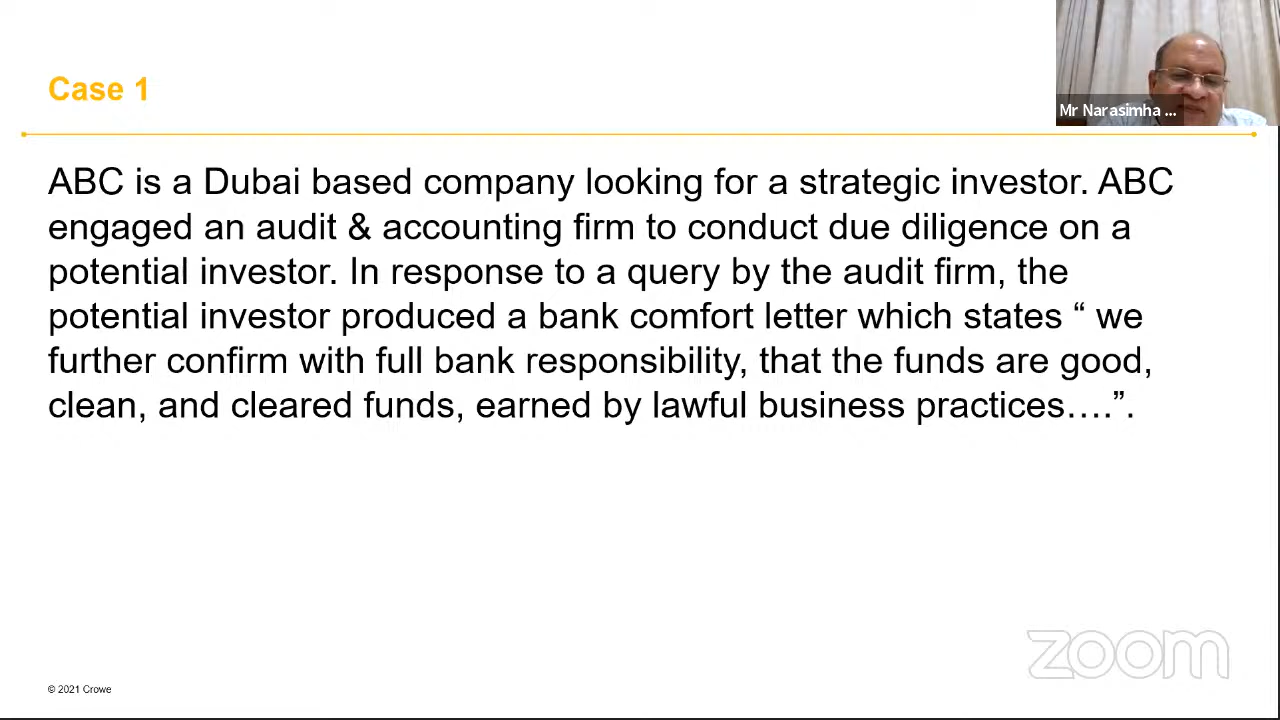 Case 1
Mr Narasimha ...
ABC is a Dubai based company looking for a strategic investor. ABC
engaged an audit & accounting firm to conduct due diligence on a
potential investor. In response to a query by the audit firm, the
potential investor produced a bank comfort letter which states “ we
further confirm with full bank responsibility, that the funds are good,
clean, and cleared funds, earned by lawful business practices….”.
zoom
© 2021 Crowe